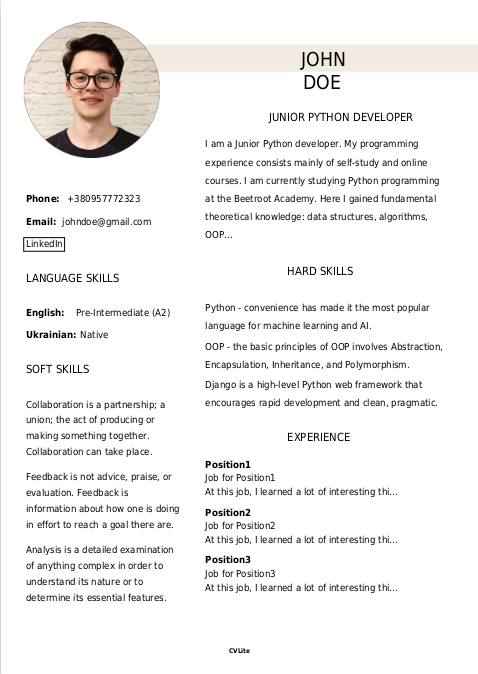 JOHN
DOE
JUNIOR PYTHON DEVELOPER
I am a Junior Python developer. My programming
experience consists mainly of self-study and online
courses. I am currently studying Python programming
at the Beetroot Academy. Here I gained fundamental
theoretical knowledge: data structures, algorithms,
OOP...
Phone: +380957772323
Email: johndoe@gmail.com
LinkedIn
LANGUAGE SKILLS
English: Pre-Intermediate (A2)
Ukrainian: Native
SOFT SKILLS
Collaboration is a partnership; a
union; the act of producing or
making something together.
Collaboration can take place.
Feedback is not advice, praise, or
evaluation. Feedback is
information about how one is doing
in effort to reach a goal there are.
Analysis is a detailed examination
of anything complex in order to
understand its nature or to
determine its essential features.
HARD SKILLS
Python - convenience has made it the most popular
language for machine learning and AI.
OOP - the basic principles of OOP involves Abstraction,
Encapsulation, Inheritance, and Polymorphism.
Django is a high-level Python web framework that
encourages rapid development and clean, pragmatic.
EXPERIENCE
Position1
Job for Position1
At this job, I learned a lot of interesting thi...
Position2
Job for Position2
At this job, I learned a lot of interesting thi...
Position3
Job for Position3
At this job, I learned a lot of interesting thi...
CVLite